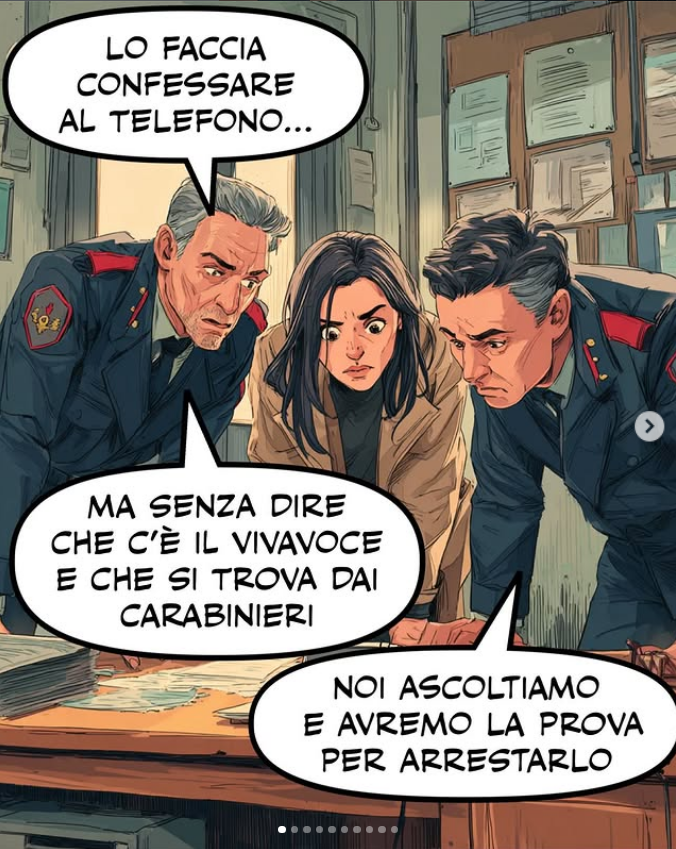 LO FACCIA
CONFESSARE
AL TELEFONO...
MA SENZA DIRE
CHE C'È IL VIVAVOCE
E CHE SI TROVA DAI
CARABINIERI
NOI ASCOLTIAMO
E AVREMO LA PROVA
PER ARRESTARLO